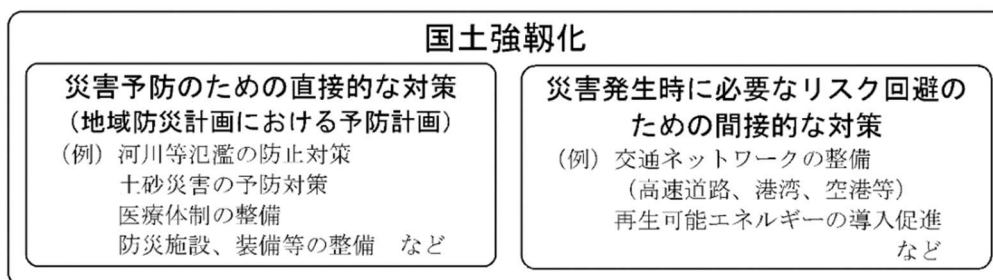 国土強靱化
災害予防のための直接的な対策
(地域防災計画における予防計画)
(例) 河川等氾濫の防止対策
土砂災害の予防対策
医療体制の整備
防災施設、装備等の整備 など
災害発生時に必要なリスク回避の
ための間接的な対策
(例) 交通ネットワークの整備
(高速道路、港湾、空港等)
再生可能エネルギーの導入促進
など